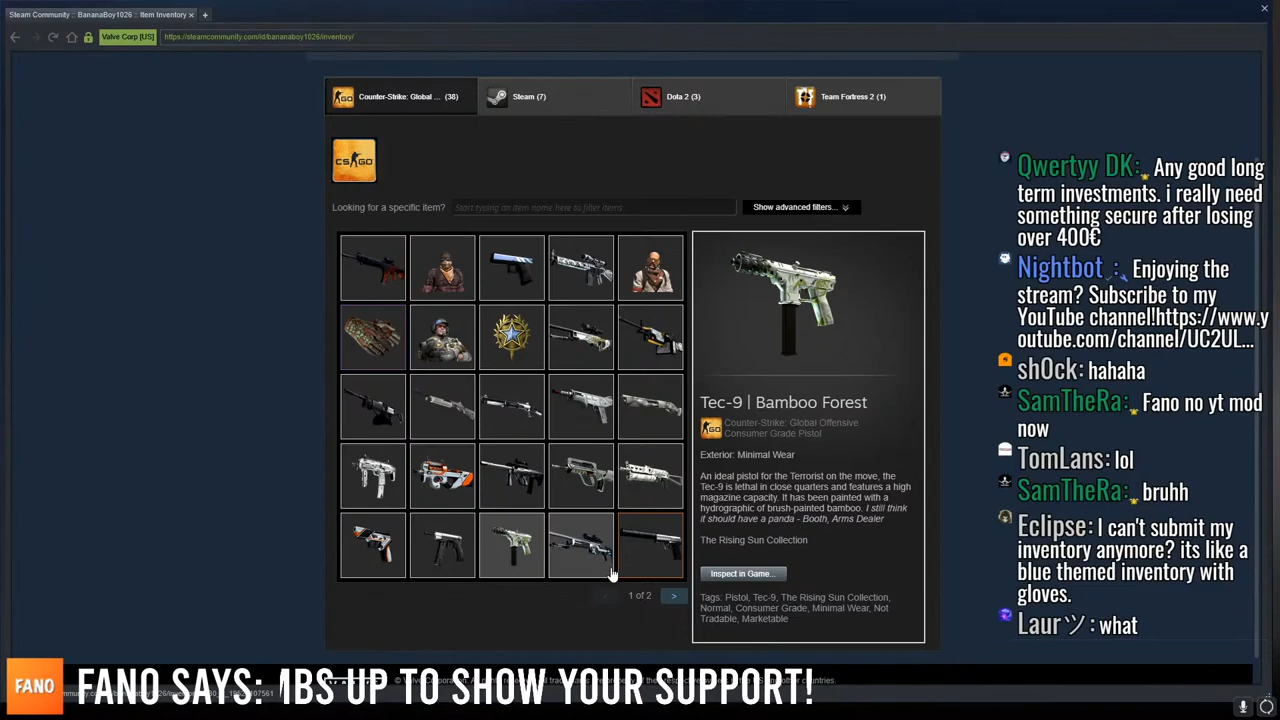 Steam Community :: BananaBoy1026 :: Item Inventory ×
+
Valve Corp [US] https://steamcommunity.com/id/bananaboy1026/inventory/
Counter-Strike: Global ... (38) Steam (7) Dota 2 (3) Team Fortress 2 (1)
CS GO
Looking for a specific item? Start typing an item name here to filter items Show advanced filters...
Tec-9 | Bamboo Forest
Counter-Strike: Global Offensive
Consumer Grade Pistol
Exterior: Minimal Wear
An ideal pistol for the Terrorist on the move, the
Tec-9 is lethal in close quarters and features a high
magazine capacity. It has been painted with a
hydrographic of brush-painted bamboo. I still think
it should have a panda - Booth, Arms Dealer
The Rising Sun Collection
Inspect in Game...
Tags: Pistol, Tec-9, The Rising Sun Collection,
Normal, Consumer Grade, Minimal Wear, Not
Tradable, Marketable
< 1 of 2 >
Qwertyy DK: Any good long
term investments. i really need
something secure after losing
over 400€
Nightbot : Enjoying the
stream? Subscribe to my
YouTube channel!https://www.y
outube.com/channel/UC2UL...
shOck: hahaha
SamTheRa: Fano no yt mod
now
TomLans: lol
SamTheRa: bruhh
Eclipse: I can't submit my
inventory anymore? its like a
blue themed inventory with
gloves.
Laurツ: what
FANO
FANO SAYS: MBS UP TO SHOW YOUR SUPPORT!